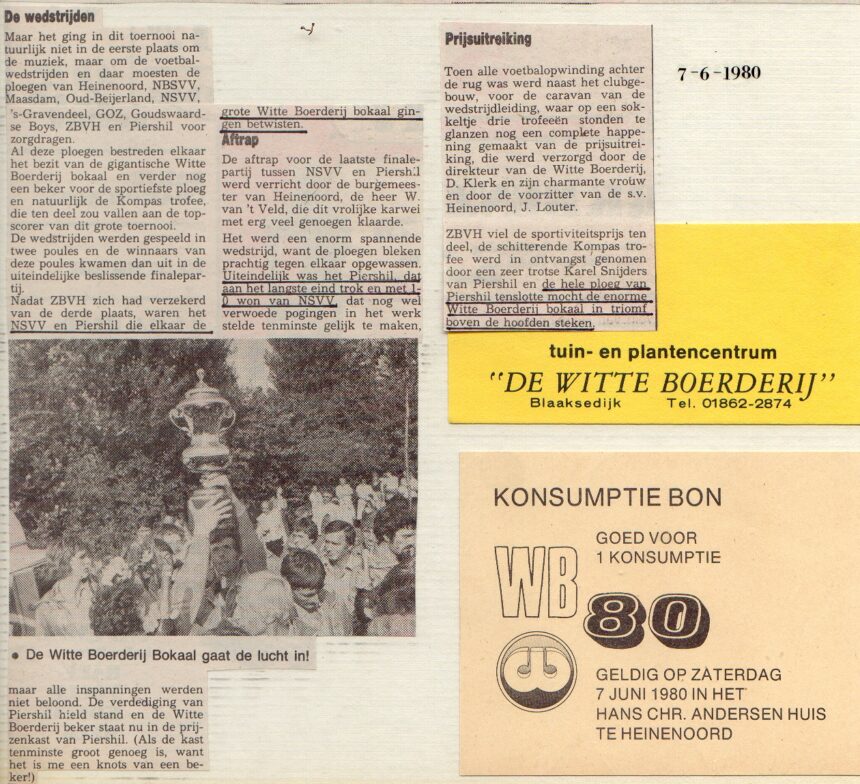 De wedstrijden
Maar het ging in dit toernooi na-
tuurlijk niet in de eerste plaats om
de muziek, maar om de voetbal-
wedstrijden en daar moesten de
ploegen van Heinenoord, NBSVV,
Maasdam, Oud-Beijerland, NSVV,
's-Gravendeel, GOZ, Goudswaard-
se Boys, ZBVH en Piershil voor
zorgdragen.
Al deze ploegen bestreden elkaar
het bezit van de gigantische Witte
Boerderij bokaal en verder nog
een beker voor de sportiefste ploeg
en natuurlijk de Kompas trofee,
die ten deel zou vallen aan de top-
scorer van dit grote toernooi.
De wedstrijden werden gespeeld in
twee poules en de winnaars van
deze poules kwamen dan uit in de
uiteindelijke beslissende finalepar-
tij.
Nadat ZBVH zich had verzekerd
van de derde plaats, waren het
NSVV en Piershil die elkaar de
grote Witte Boerderij bokaal gin-
gen betwisten.
Aftrap
De aftrap voor de laatste finale-
partij tussen NSVV en Piershil
werd verricht door de burgemees-
ter van Heinenoord, de heer W.
van 't Veld, die dit vrolijke karwei
met erg veel genoegen klaarde.
Het werd een enorm spannende
wedstrijd, want de ploegen bleken
prachtig tegen elkaar opgewassen.
Uiteindelijk was het Piershil, dat
aan het langste eind trok en met 1-
0 won van NSVV, dat nog wel
verwoede pogingen in het werk
stelde tenminste gelijk te maken,
• De Witte Boerderij Bokaal gaat de lucht in!
maar alle inspanningen werden
niet beloond. De verdediging van
Piershil hield stand en de Witte
Boerderij beker staat nu in de prij-
zenkast van Piershil. (Als de kast
tenminste groot genoeg is, want
het is me een knots van een be-
ker!)
Prijsuitreiking
Toen alle voetbalopwinding achter
de rug was werd naast het clubge-
bouw, voor de caravan van de
wedstrijdleiding, waar op een sok-
keltje drie trofeeën stonden te
glanzen nog een complete happe-
ning gemaakt van de prijsuitrei-
king, die werd verzorgd door de
direkteur van de Witte Boerderij,
D. Klerk en zijn charmante vrouw
en door de voorzitter van de s.v.
Heinenoord, J. Louter.
ZBVH viel de sportiviteitsprijs ten
deel, de schitterende Kompas tro-
fee werd in ontvangst genomen
door een zeer trotse Karel Snijders
van Piershil en de hele ploeg van
Piershil tenslotte mocht de enorme
Witte Boerderij bokaal in triomf
boven de hoofden steken.
7-6-1980
tuin- en plantencentrum
"DE WITTE BOERDERIJ"
Blaaksedijk Tel. 01862-2874
KONSUMPTIE BON
GOED VOOR
1 KONSUMPTIE
WB
80
GELDIG OP ZATERDAG
7 JUNI 1980 IN HET
HANS CHR. ANDERSEN HUIS
TE HEINENOORD